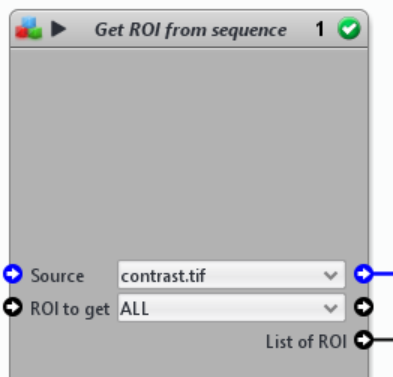 Get ROI from sequence 1
Source contrast.tif
ROI to get ALL
List of ROI